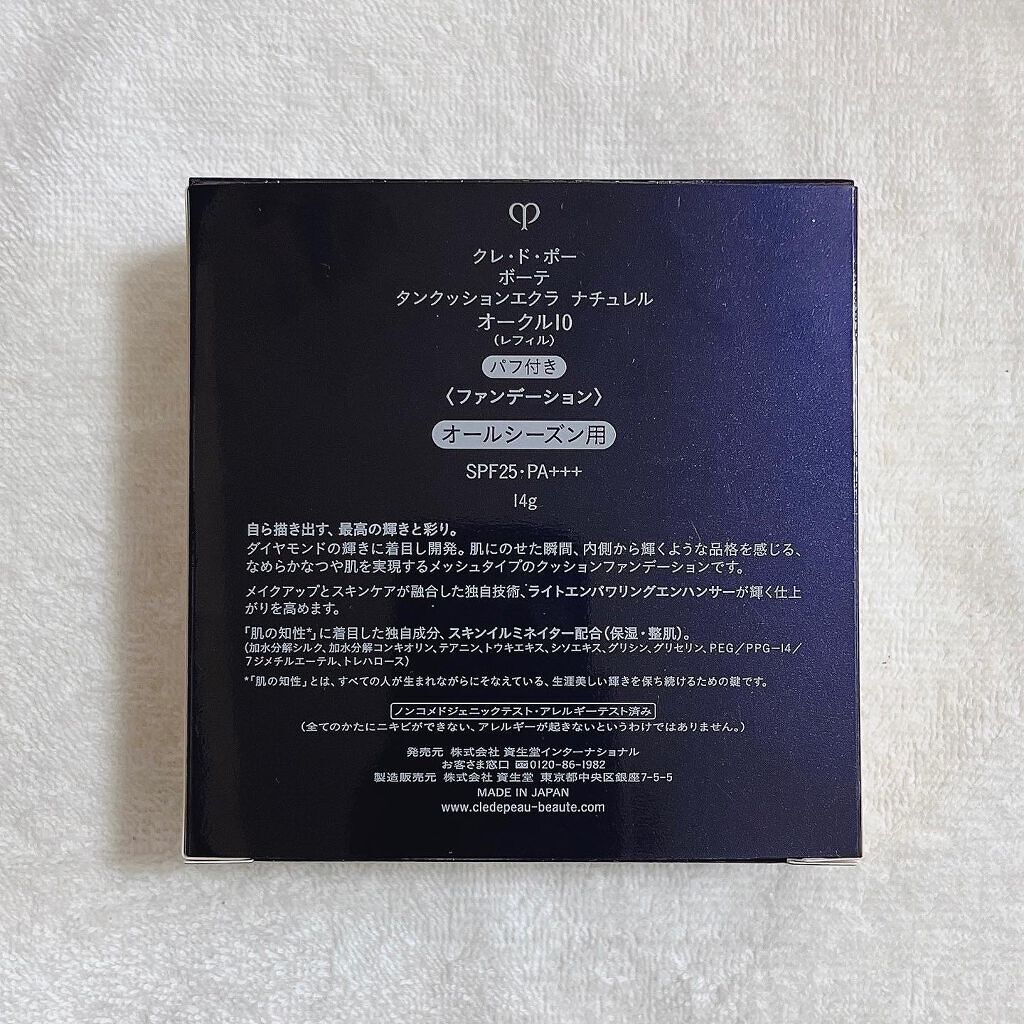 クレ・ド・ポー
ボーテ
タンクッションエクラ ナチュレル
オークル10
(レフィル)
パフ付き
〈ファンデーション〉
オールシーズン用
SPF25・PA+++
14g
自ら描き出す、最高の輝きと彩り。
ダイヤモンドの輝きに着目し開発。肌にのせた瞬間、内側から輝くような品格を感じる、
なめらかなつや肌を実現するメッシュタイプのクッションファンデーションです。
メイクアップとスキンケアが融合した独自技術、ライトエンパワリングエンハンサーが輝く仕上
がりを高めます。
「肌の知性*」に着目した独自成分、スキンイルミネイター配合(保湿・整肌)。
(加水分解シルク、加水分解コンキオリン、テアニン、トウキエキス、シソエキス、グリシン、グリセリン、PEG/PPG-14/
7ジメチルエーテル、トレハロース)
*「肌の知性」とは、すべての人が生まれながらにそなえている、生涯美しい輝きを保ち続けるための鍵です。
ノンコメドジェニックテスト・アレルギーテスト済み
(全てのかたにニキビができない、アレルギーが起きないというわけではありません。)
発売元 株式会社 資生堂インターナショナル
お客さま窓口 0120-86-1982
製造販売元 株式会社 資生堂 東京都中央区銀座7-5-5
MADE IN JAPAN
www.cledepeau-beaute.com